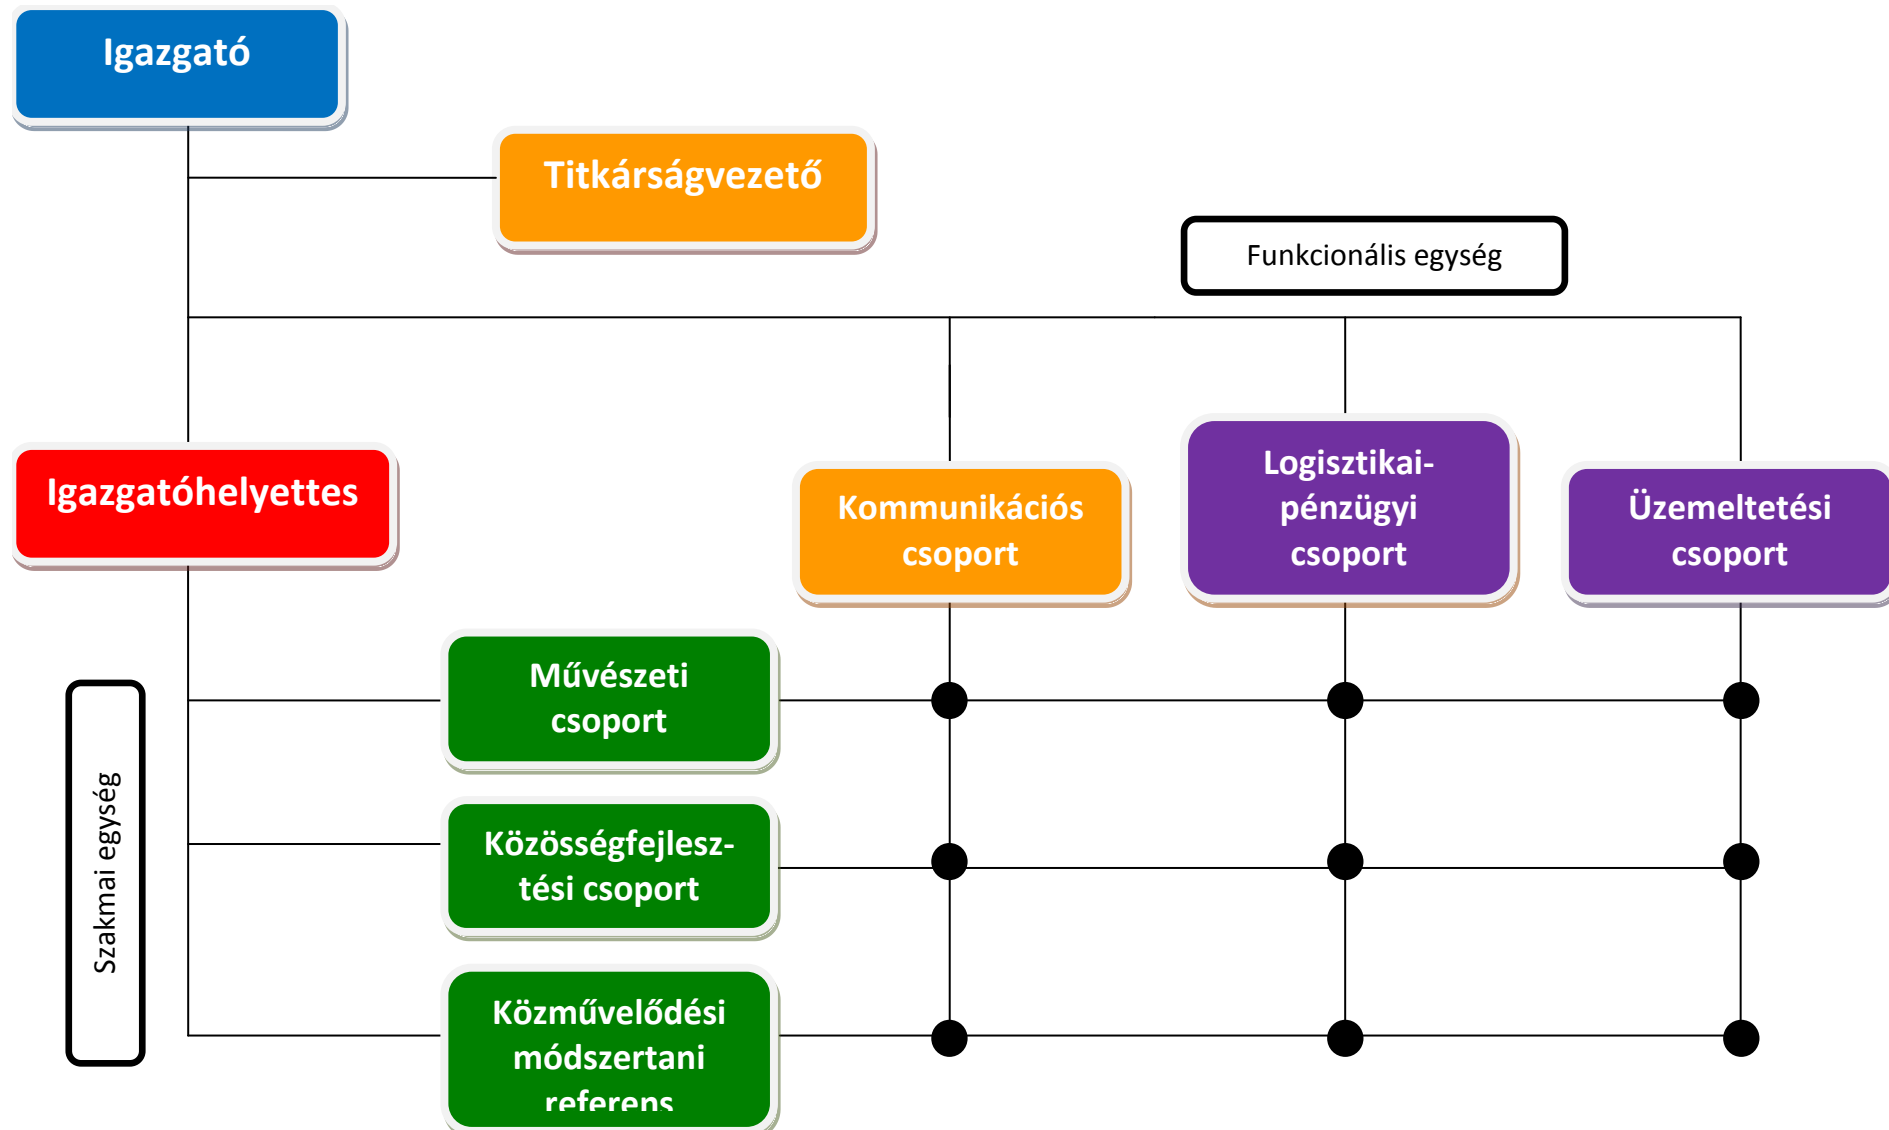 Igazgató
Titkárságvezető
Funkcionális egység
Igazgatóhelyettes
Kommunikációs
csoport
Logisztikai-
pénzügyi
csoport
Üzemeltetési
csoport
Szakmai egység
Művészeti
csoport
Közösségfejlesz-
tési csoport
Közművelődési
módszertani
referens